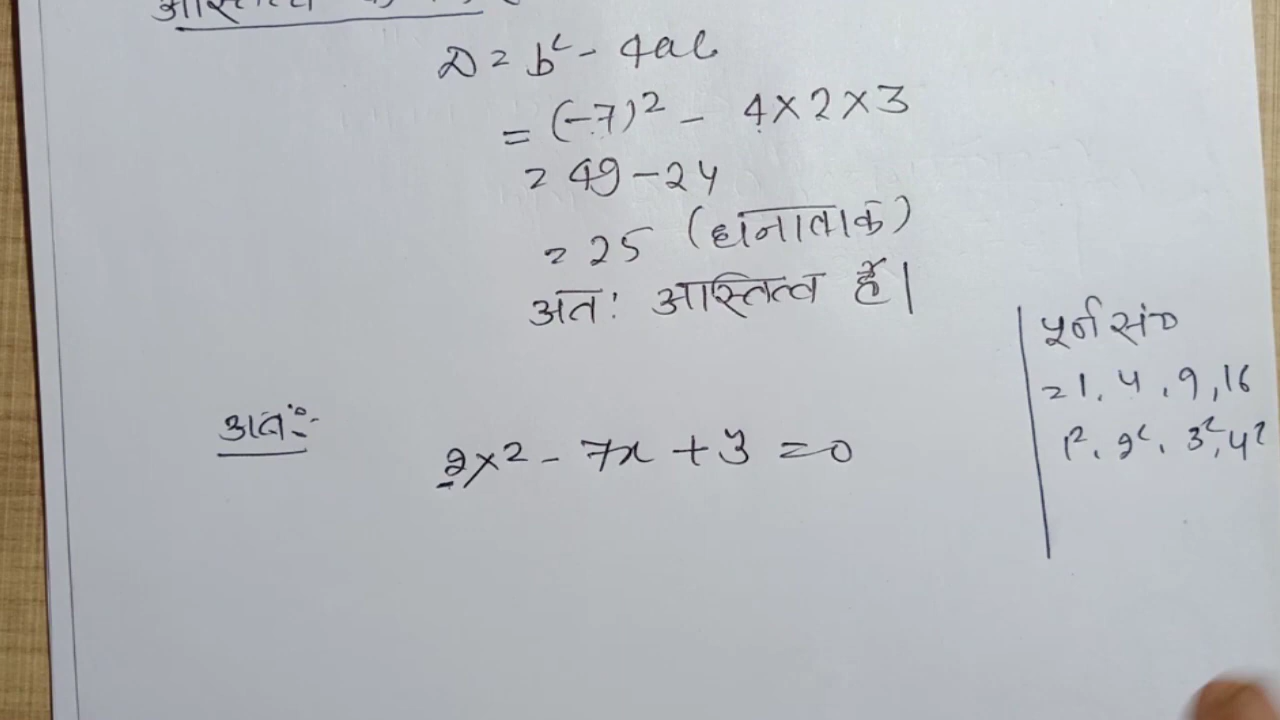 D = b² - 4ac
= (-7)² - 4×2×3
= 49-24
= 25 (धनाताक)
अत: आस्तित्व हैं|
पूर्न सं०
= 1, 4, 9, 16
1², 2², 3², 4²
अत:-
2x² - 7x + 3 = 0